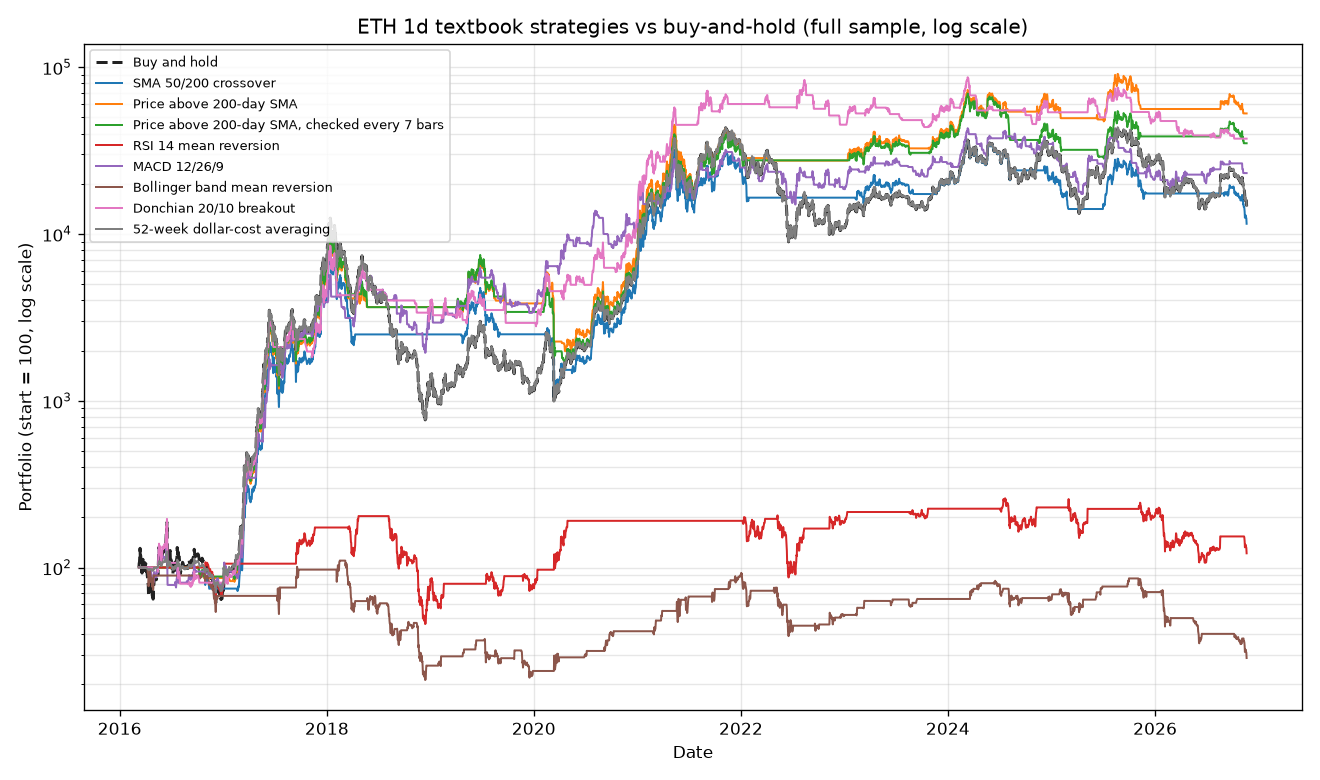 ETH 1d textbook strategies vs buy-and-hold (full sample, log scale)
Buy and hold
SMA 50/200 crossover
Price above 200-day SMA
Price above 200-day SMA, checked every 7 bars
RSI 14 mean reversion
MACD 12/26/9
Bollinger band mean reversion
Donchian 20/10 breakout
52-week dollar-cost averaging
Portfolio (start = 100, log scale)
10⁵
10⁴
10³
10²
2016 2018 2020 2022 2024 2026
Date